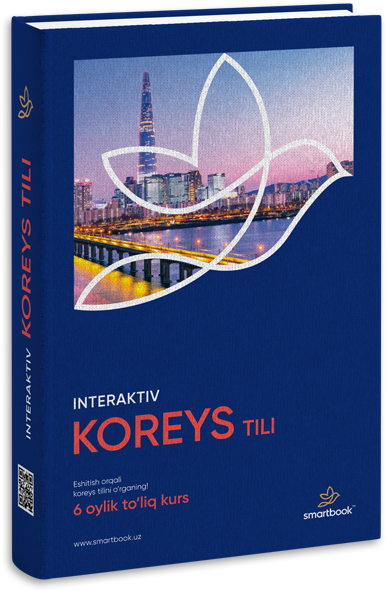 INTERAKTIV KOREYS TILI
INTERAKTIV
KOREYS TILI
Eshitish orqali
koreys tilini o'rganing!
6 oylik to'liq kurs
www.smartbook.uz
smartbook™